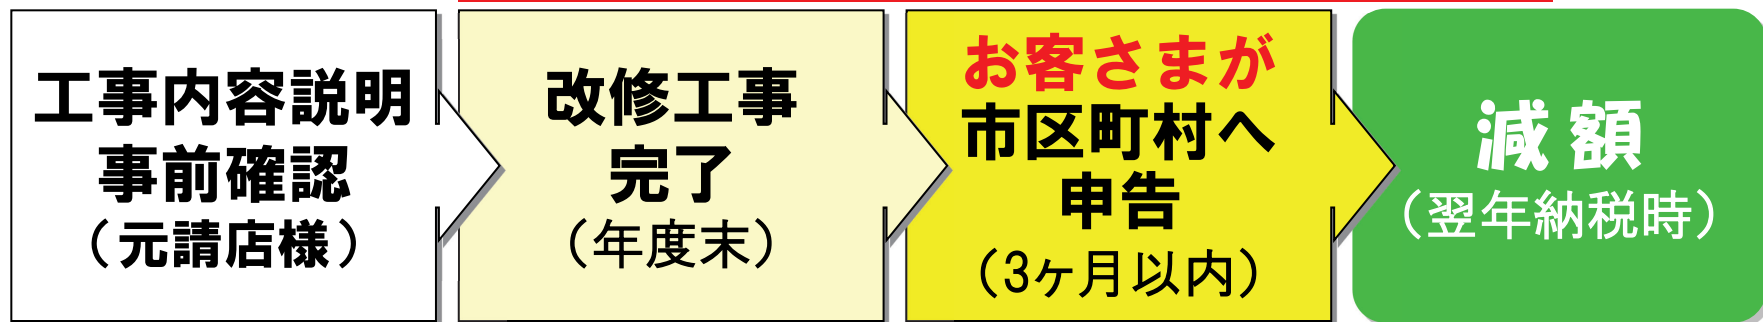 工事内容説明
事前確認
（元請店様）
改修工事
完了
（年度末）
お客さまが
市区町村へ
申告
（3ヶ月以内）
減額
（翌年納税時）